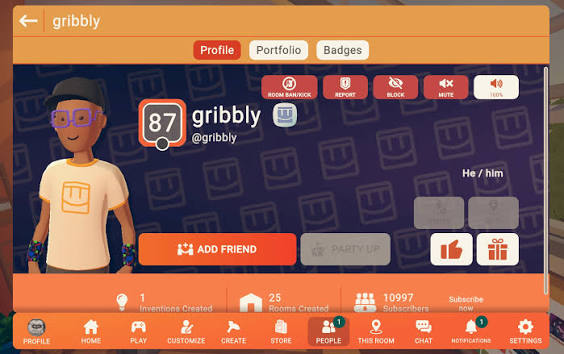 gribbly
Profile
Portfolio
Badges
ROOM BAN/KICK
REPORT
BLOCK
MUTE
100%
87
gribbly
@gribbly
He / him
ADD FRIEND
PARTY UP
1
Inventions Created
25
Rooms Created
10997
Subscribers
Subscribe
now
PROFILE
HOME
PLAY
CUSTOMIZE
CREATE
STORE
1
PEOPLE
THIS ROOM
CHAT
1
NOTIFICATIONS
SETTINGS